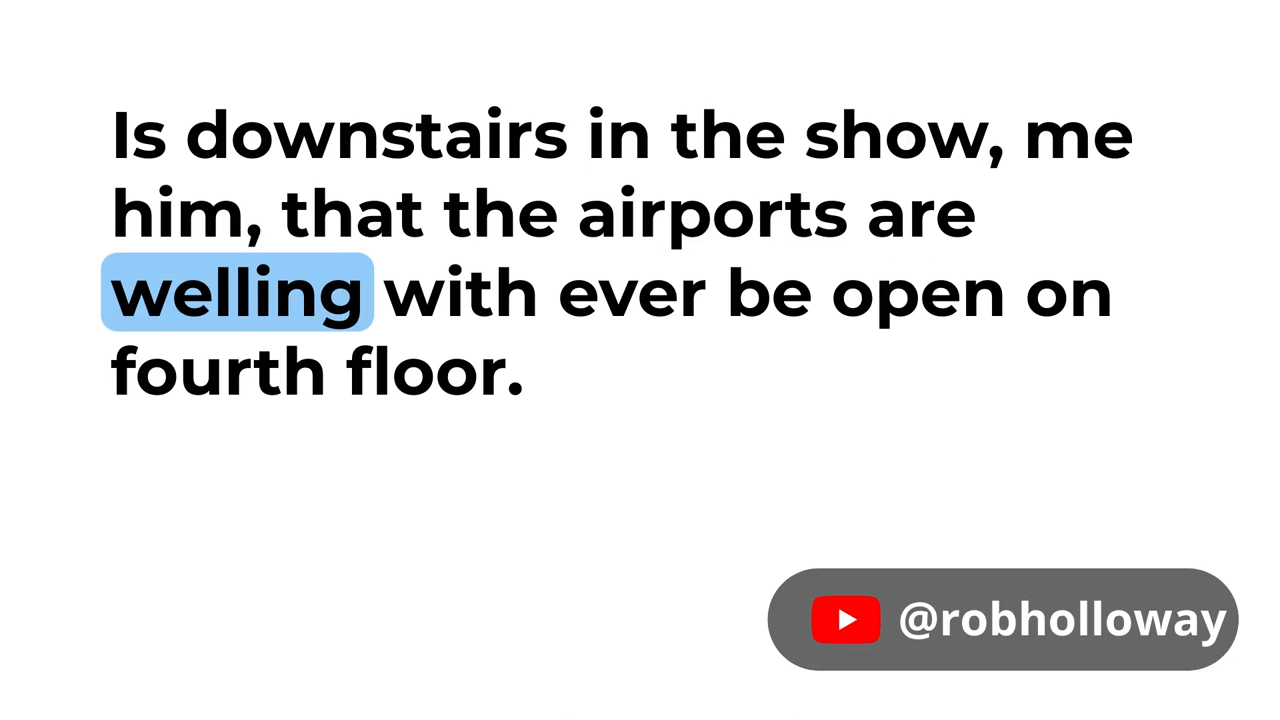 Is downstairs in the show, me
him, that the airports are
welling with ever be open on
fourth floor.
@robholloway